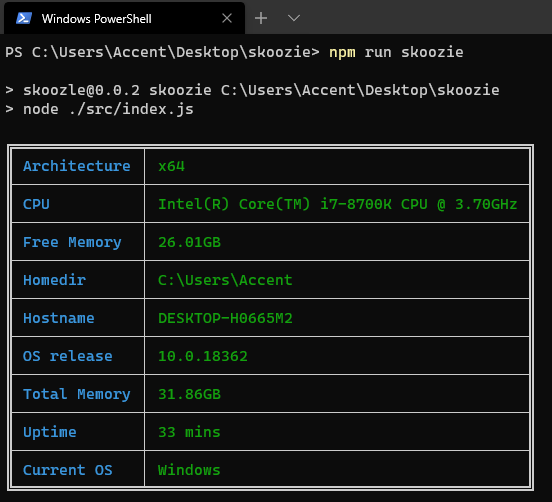 Windows PowerShell
PS C:\Users\Accent\Desktop\skoozie> npm run skoozie
> skoozle@0.0.2 skoozie C:\Users\Accent\Desktop\skoozie
> node ./src/index.js
Architecture x64
CPU Intel(R) Core(TM) i7-8700K CPU @ 3.70GHz
Free Memory 26.01GB
Homedir C:\Users\Accent
Hostname DESKTOP-H0665M2
OS release 10.0.18362
Total Memory 31.86GB
Uptime 33 mins
Current OS Windows